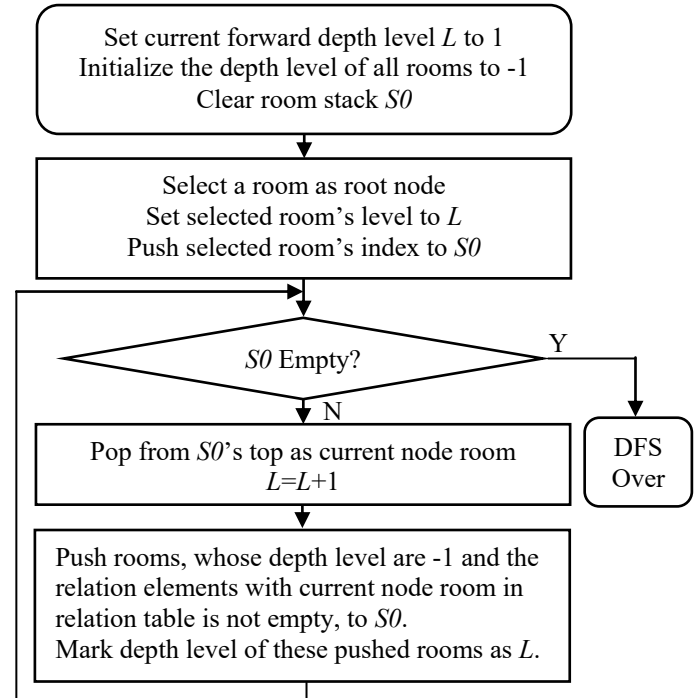 Set current forward depth level L to 1
Initialize the depth level of all rooms to -1
Clear room stack S0
Select a room as root node
Set selected room's level to L
Push selected room's index to S0
S0 Empty?
Y
N
Pop from S0's top as current node room
L=L+1
DFS
Over
Push rooms, whose depth level are -1 and the
relation elements with current node room in
relation table is not empty, to S0.
Mark depth level of these pushed rooms as L.